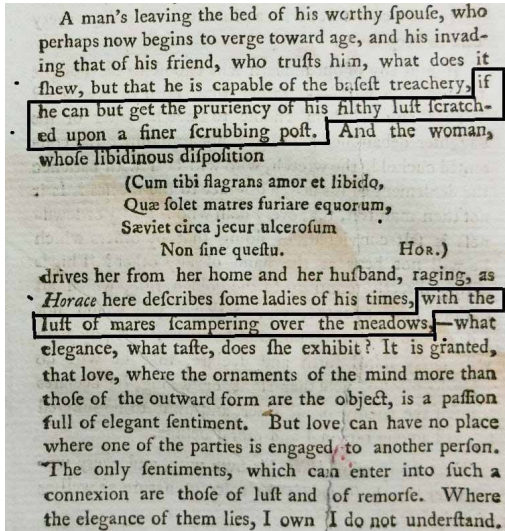 A man's leaving the bed of his worthy ſpouſe, who
perhaps now begins to verge toward age, and his invad-
ing that of his friend, who truſts him, what does it
ſhew, but that he is capable of the baſeſt treachery, if
he can but get the pruriency of his filthy luſt ſcratch-
ed upon a finer ſcrubbing poſt. And the woman,
whoſe libidinous diſpoſition
(Cum tibi flagrans amor et libido,
Quæ ſolet matres furiare equorum,
Sæviet circa jecur ulceroſum
Non ſine queſtu. HOR.)
drives her from her home and her huſband, raging, as
Horace here deſcribes ſome ladies of his times, with the
luſt of mares ſcampering over the meadows,—what
elegance, what taſte, does ſhe exhibit? It is granted,
that love, where the ornaments of the mind more than
thoſe of the outward form are the object, is a paſſion
full of elegant ſentiment. But love can have no place
where one of the parties is engaged to another perſon.
The only ſentiments, which can enter into ſuch a
connexion are thoſe of luſt and of remorſe. Where
the elegance of them lies, I own I do not underſtand.